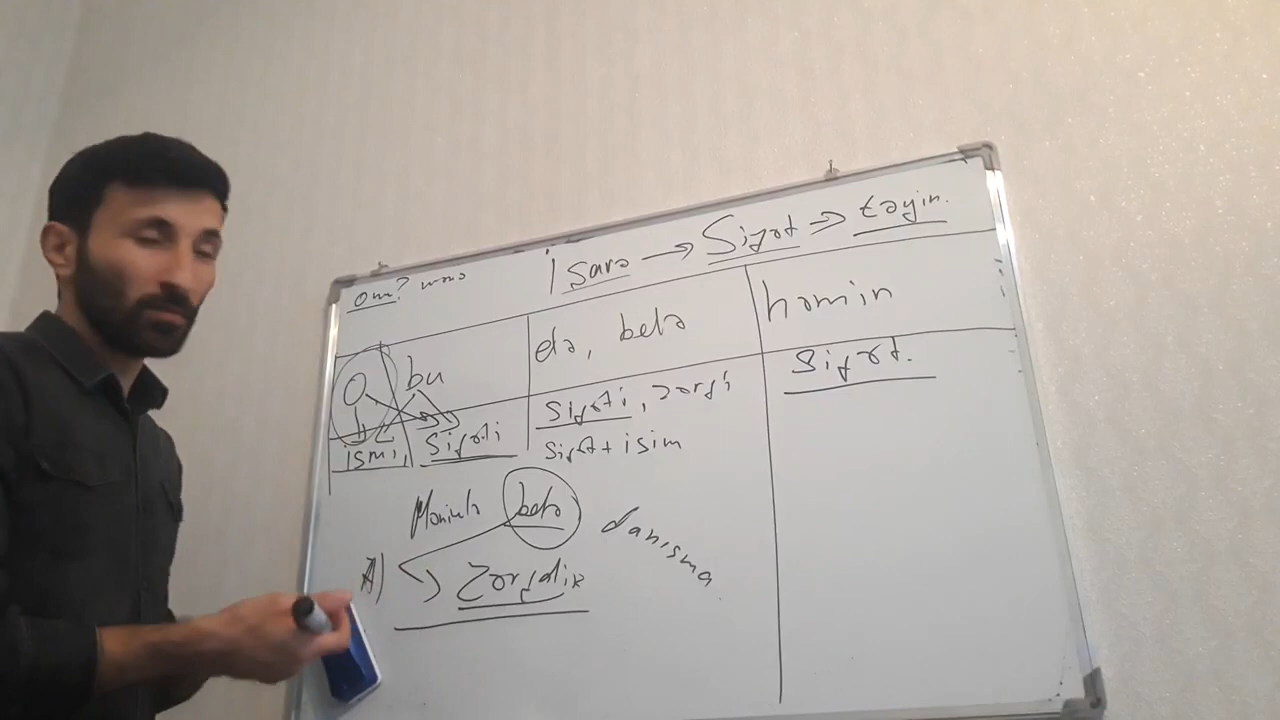 İşarə → Sifət ⇒ təyin.
O bu
elə, belə
həmin
ismi, sifəti
sifəti, zərfi
sifət + isim
Sifət.
Mənimlə belə danışma
A) Zərflik